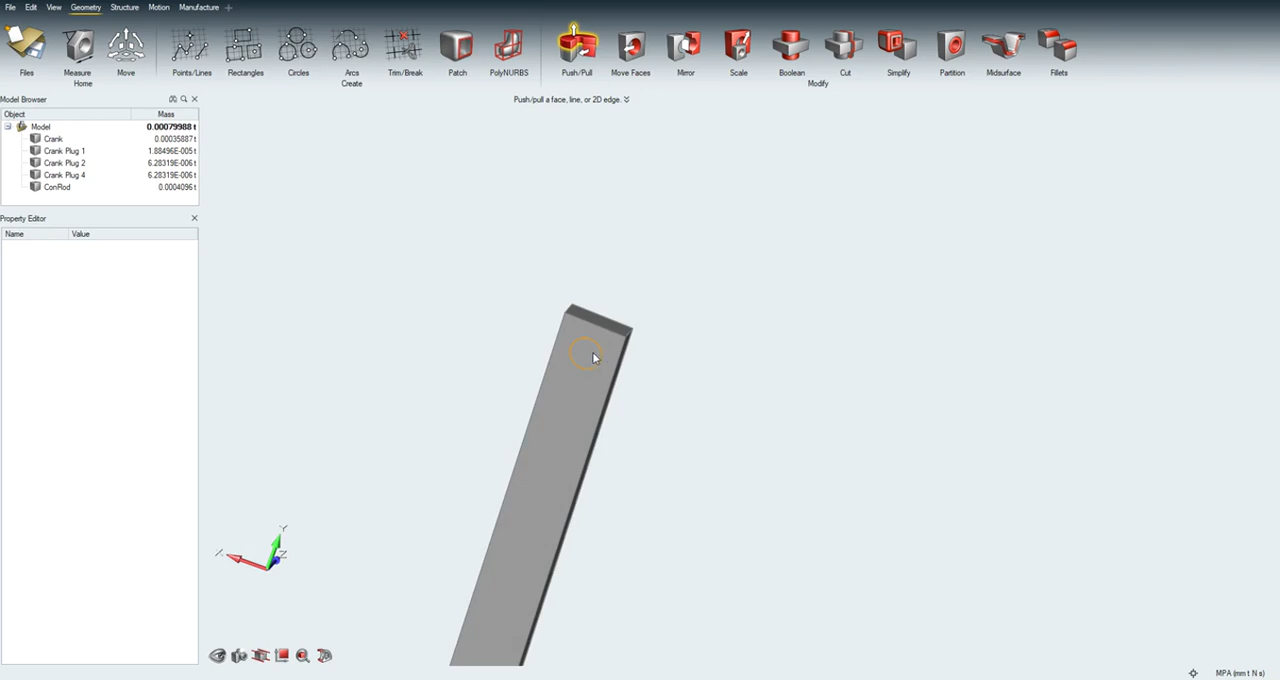 File Edit View Geometry Structure Motion Manufacture
Files Measure Move Points/Lines Rectangles Circles Arcs Trim/Break Patch PolyNURBS Push/Pull Move Faces Mirror Scale Boolean Cut Simplify Partition Midsurface Fillets
Home Create Modify
Model Browser
Push/pull a face, line, or 2D edge.
Object Mass
Model 0.00079988 t
Crank 0.00035887 t
Crank Plug 1 1.88496E-005 t
Crank Plug 2 6.28319E-006 t
Crank Plug 4 6.28319E-006 t
ConRod 0.0004096 t
Property Editor
Name Value
Y
X
Z
MPA (mm t N s)